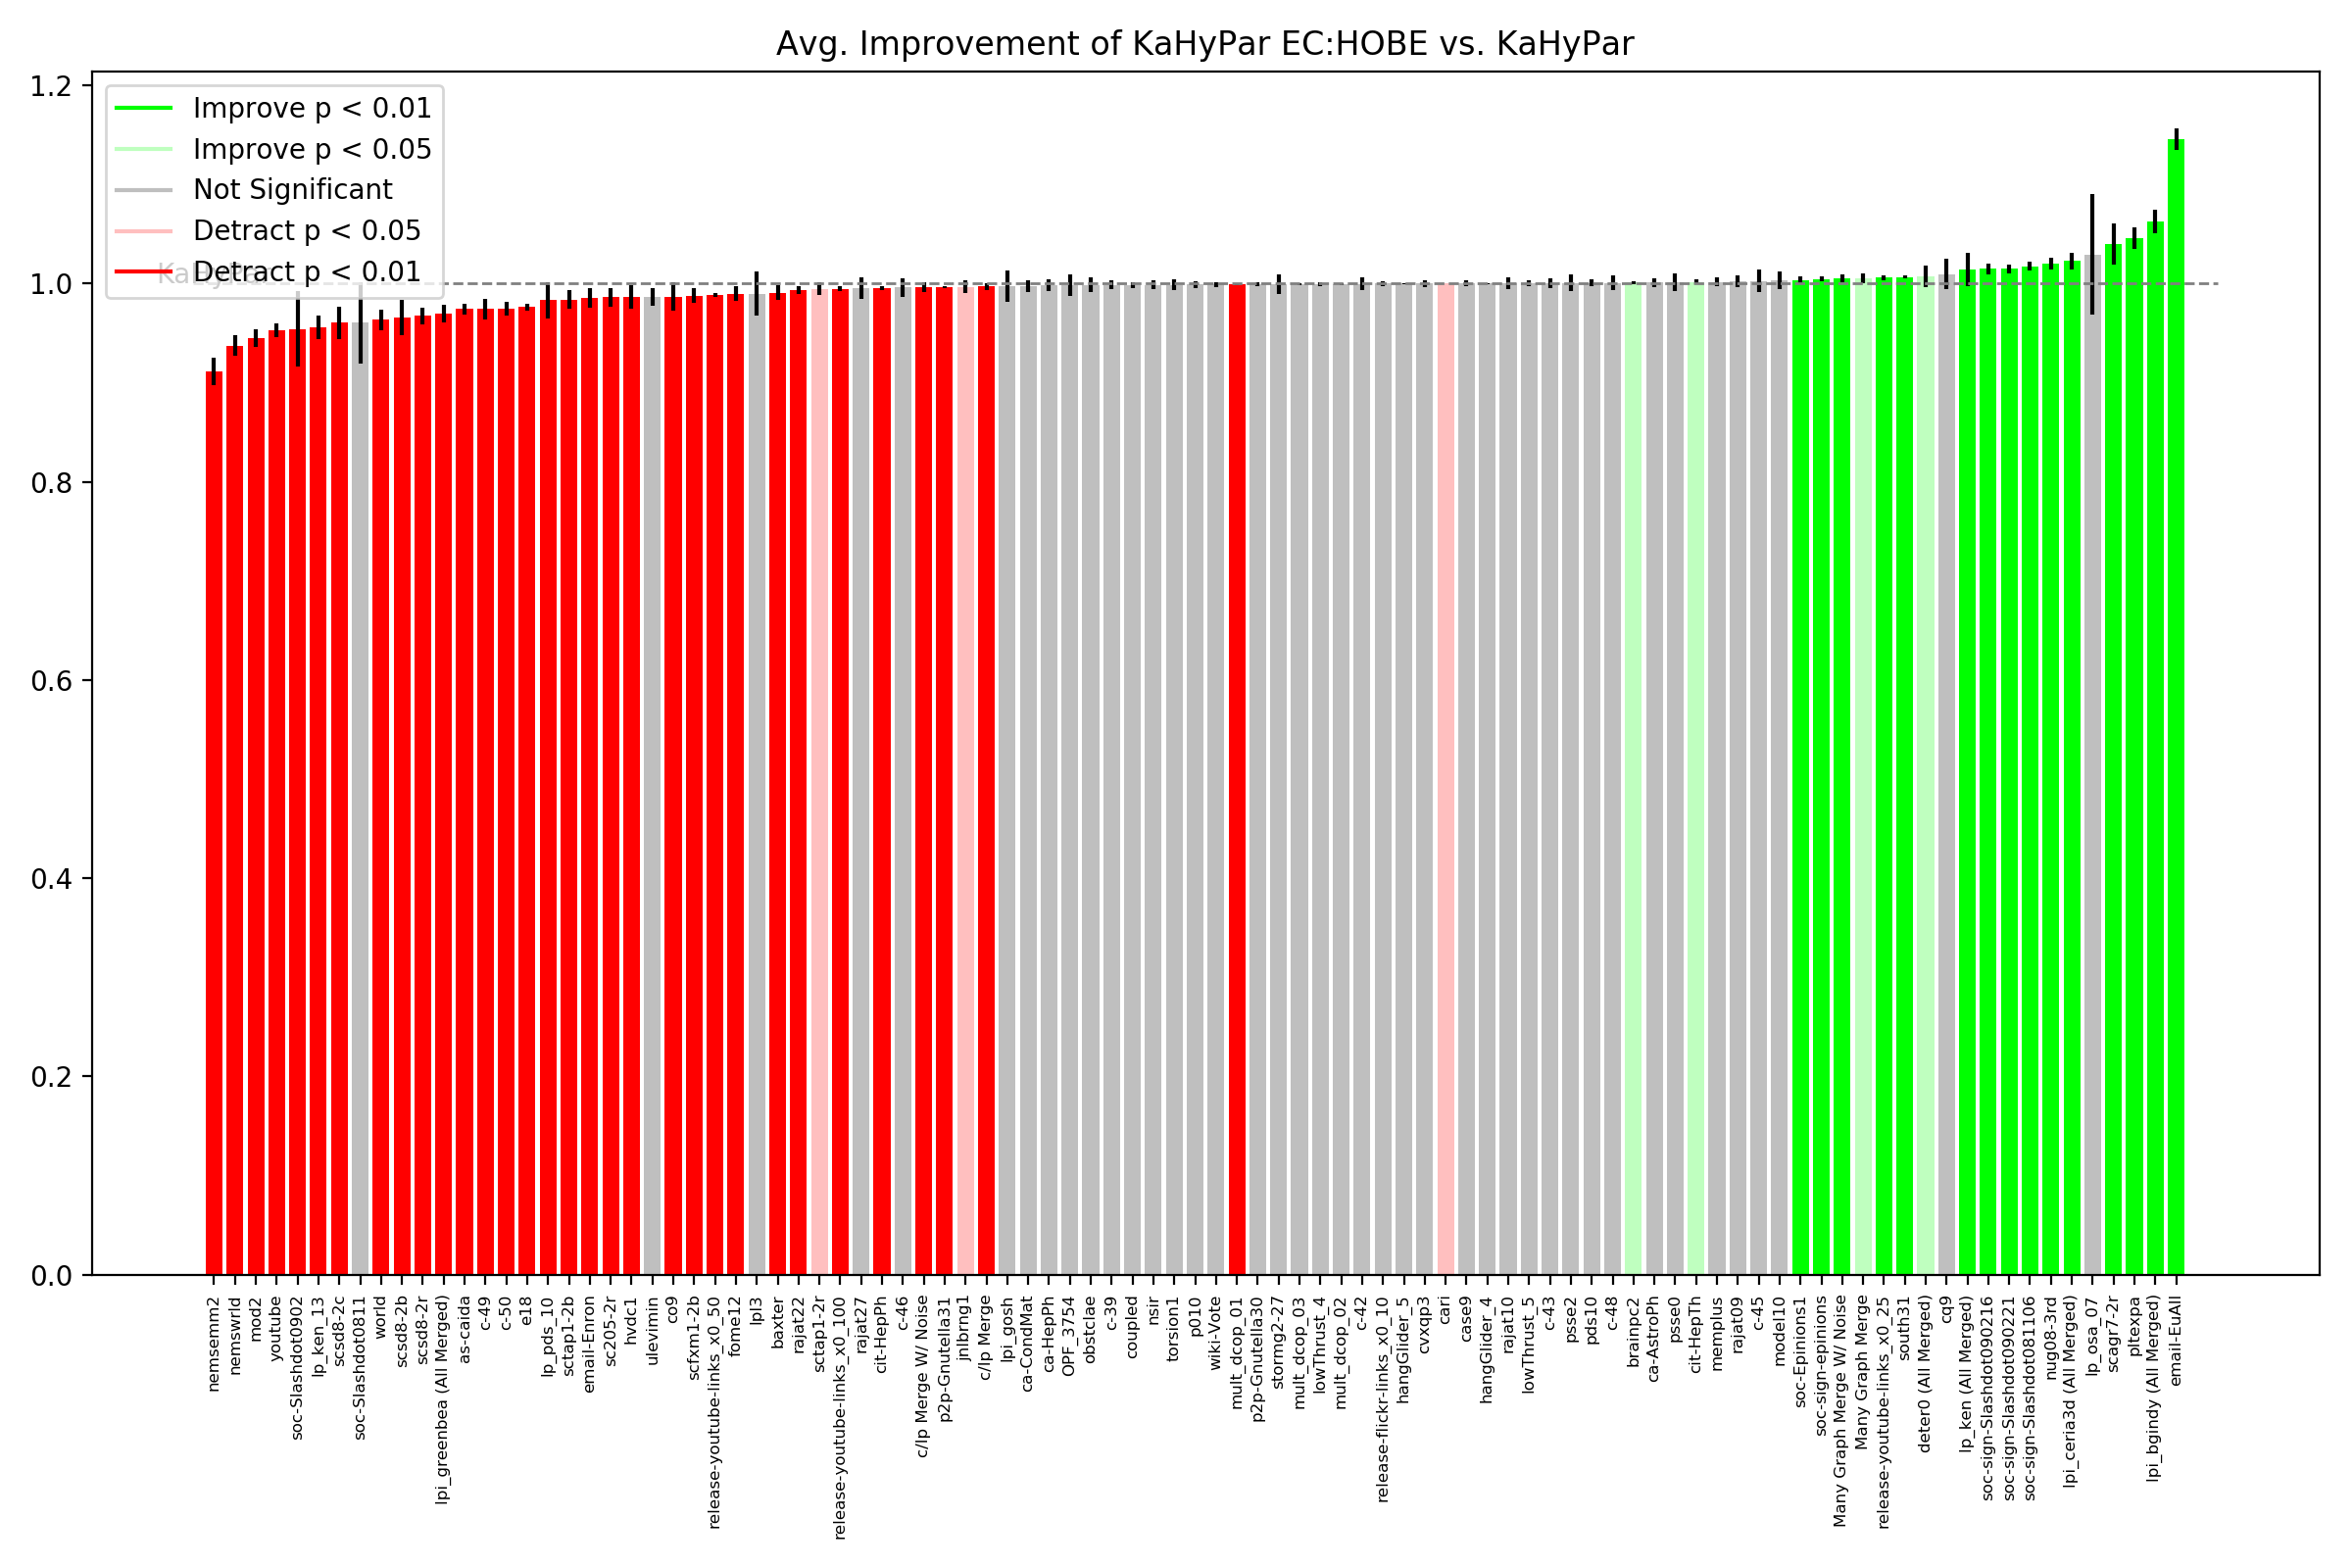 Avg. Improvement of KaHyPar EC:HOBE vs. KaHyPar
1.2
1.0
0.8
0.6
0.4
0.2
0.0
Improve p < 0.01
Improve p < 0.05
Not Significant
Detract p < 0.05
Detract p < 0.01
KaHyPar
nemsemm2
nemswrld
mod2
youtube
soc-Slashdot0902
lp_ken_13
scsd8-2c
soc-Slashdot0811
world
scsd8-2b
scsd8-2r
lpi_greenbea (All Merged)
as-caida
c-49
c-50
e18
lp_pds_10
sctap1-2b
email-Enron
sc205-2r
hvdc1
ulevimin
co9
scfxm1-2b
release-youtube-links_x0_50
fome12
lpl3
baxter
rajat22
sctap1-2r
release-youtube-links_x0_100
rajat27
cit-HepPh
c-46
c/lp Merge W/ Noise
p2p-Gnutella31
jnlbrng1
c/lp Merge
lpi_gosh
ca-CondMat
ca-HepPh
OPF_3754
obstclae
c-39
coupled
nsir
torsion1
p010
wiki-Vote
mult_dcop_01
p2p-Gnutella30
stormg2-27
mult_dcop_03
lowThrust_4
mult_dcop_02
c-42
release-flickr-links_x0_10
hangGlider_5
cvxqp3
cari
case9
hangGlider_4
rajat10
lowThrust_5
c-43
psse2
pds10
c-48
brainpc2
ca-AstroPh
psse0
cit-HepTh
memplus
rajat09
c-45
model10
soc-Epinions1
soc-sign-epinions
Many Graph Merge W/ Noise
Many Graph Merge
release-youtube-links_x0_25
south31
deter0 (All Merged)
cq9
lp_ken (All Merged)
soc-sign-Slashdot090216
soc-sign-Slashdot090221
soc-sign-Slashdot081106
nug08-3rd
lpi_ceria3d (All Merged)
lp_osa_07
scagr7-2r
pltexpa
lpi_bgindy (All Merged)
email-EuAll